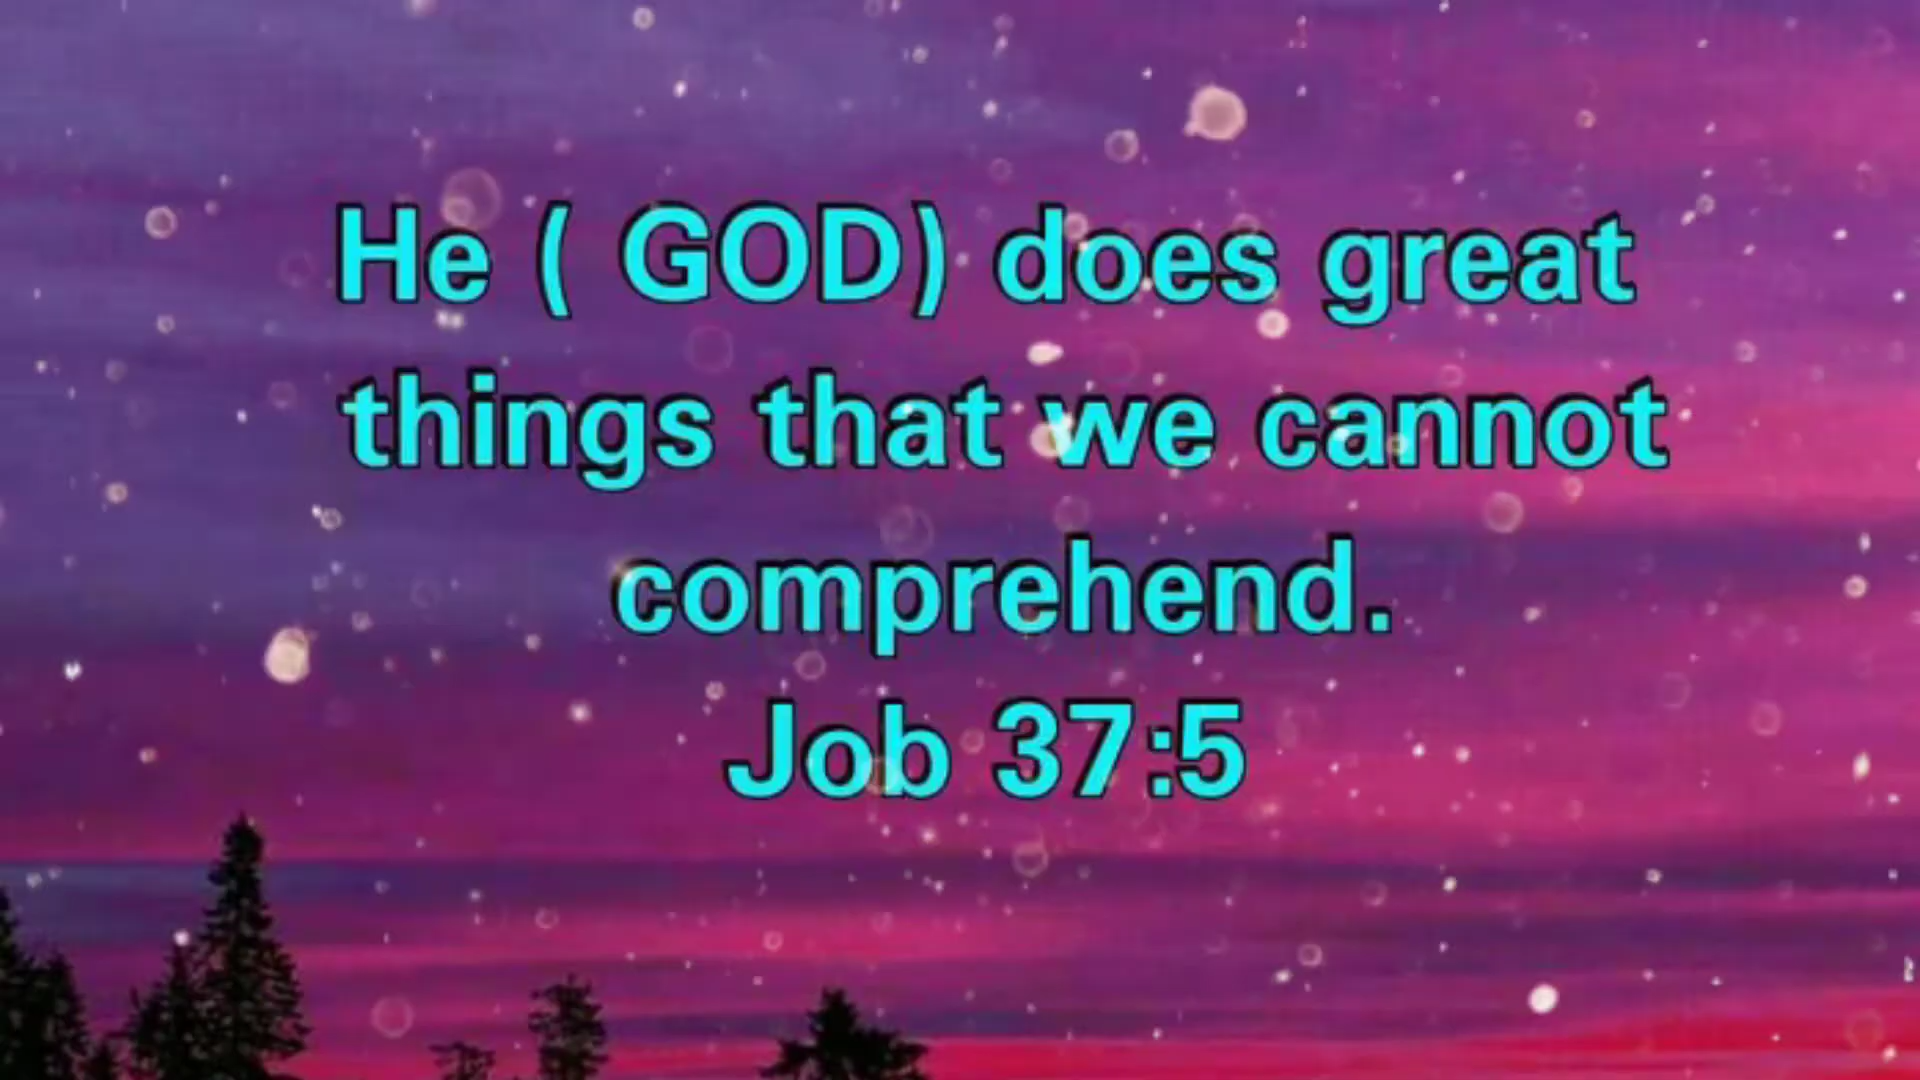 He ( GOD) does great
things that we cannot
comprehend.
Job 37:5